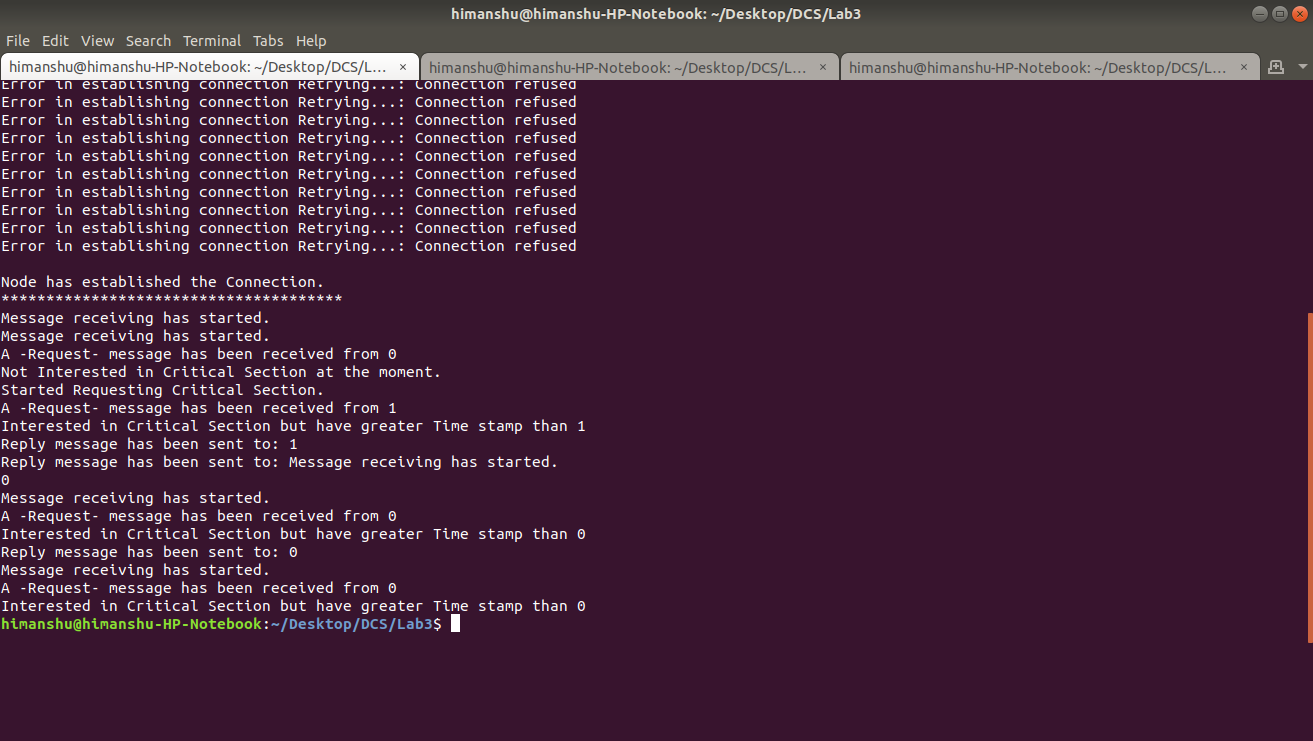 himanshu@himanshu-HP-Notebook: ~/Desktop/DCS/Lab3
File Edit View Search Terminal Tabs Help
himanshu@himanshu-HP-Notebook: ~/Desktop/DCS/L... × himanshu@himanshu-HP-Notebook: ~/Desktop/DCS/L... × himanshu@himanshu-HP-Notebook: ~/Desktop/DCS/L... ×
Error in establishing connection Retrying...: Connection refused
Error in establishing connection Retrying...: Connection refused
Error in establishing connection Retrying...: Connection refused
Error in establishing connection Retrying...: Connection refused
Error in establishing connection Retrying...: Connection refused
Error in establishing connection Retrying...: Connection refused
Error in establishing connection Retrying...: Connection refused
Error in establishing connection Retrying...: Connection refused
Error in establishing connection Retrying...: Connection refused
Error in establishing connection Retrying...: Connection refused
Node has established the Connection.
**************************************
Message receiving has started.
Message receiving has started.
A -Request- message has been received from 0
Not Interested in Critical Section at the moment.
Started Requesting Critical Section.
A -Request- message has been received from 1
Interested in Critical Section but have greater Time stamp than 1
Reply message has been sent to: 1
Reply message has been sent to: Message receiving has started.
0
Message receiving has started.
A -Request- message has been received from 0
Interested in Critical Section but have greater Time stamp than 0
Reply message has been sent to: 0
Message receiving has started.
A -Request- message has been received from 0
Interested in Critical Section but have greater Time stamp than 0
himanshu@himanshu-HP-Notebook:~/Desktop/DCS/Lab3$